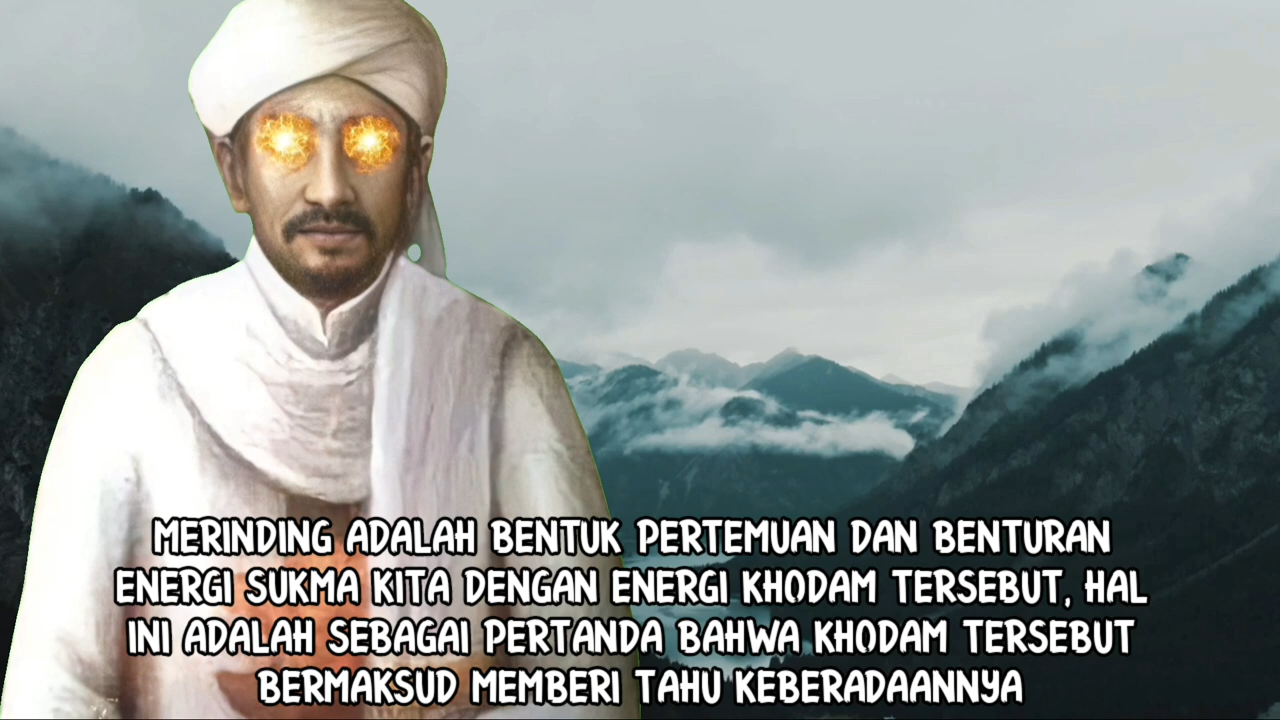 MERINDING ADALAH BENTUK PERTEMUAN DAN BENTURAN
ENERGI SUKMA KITA DENGAN ENERGI KHODAM TERSEBUT, HAL
INI ADALAH SEBAGAI PERTANDA BAHWA KHODAM TERSEBUT
BERMAKSUD MEMBERI TAHU KEBERADAANNYA